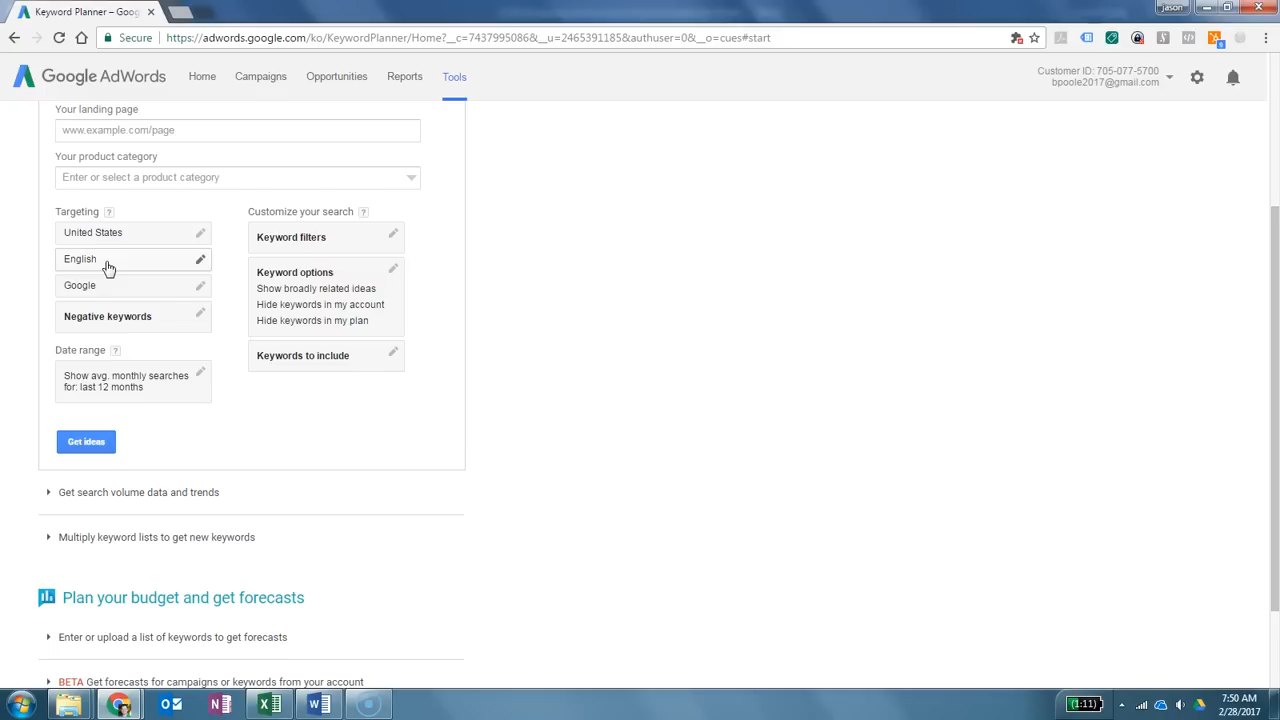 Keyword Planner – Goog
jason
Secure
https://adwords.google.com/ko/KeywordPlanner/Home?__c=7437995086&__u=2465391185&authuser=0&__o=cues#start
5
Google AdWords
Home
Campaigns
Opportunities
Reports
Tools
Customer ID: 705-077-5700
bpoole2017@gmail.com
Your landing page
www.example.com/page
Your product category
Enter or select a product category
Targeting ?
United States
English
Google
Negative keywords
Date range ?
Show avg. monthly searches
for: last 12 months
Customize your search ?
Keyword filters
Keyword options
Show broadly related ideas
Hide keywords in my account
Hide keywords in my plan
Keywords to include
Get ideas
Get search volume data and trends
Multiply keyword lists to get new keywords
Plan your budget and get forecasts
Enter or upload a list of keywords to get forecasts
BETA Get forecasts for campaigns or keywords from your account
(1:11)
7:50 AM
2/28/2017